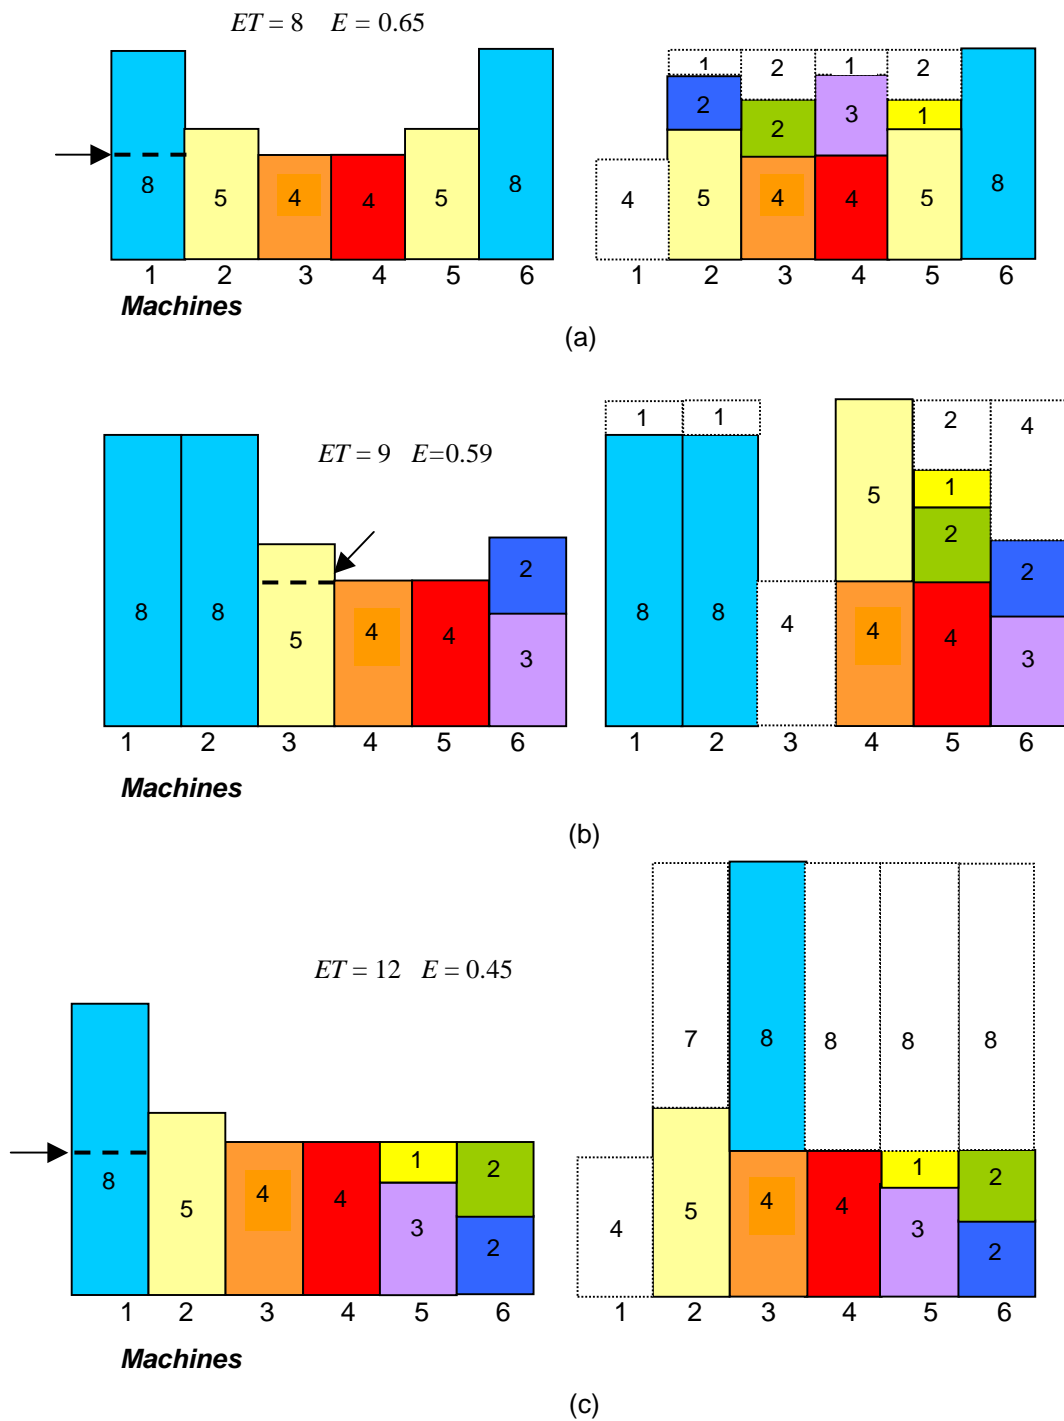 ET = 8 E = 0.65
1 2 1 2
2 2 3 1
8 5 4 4 5 8
4 5 4 4 5 8
1 2 3 4 5 6
1 2 3 4 5 6
Machines
(a)
ET = 9 E=0.59
1 1 2 4
5 1
2
2 2
8 8 5 4 4 3
8 8 4 4 4 3
1 2 3 4 5 6
1 2 3 4 5 6
Machines
(b)
ET = 12 E = 0.45
7 8 8 8 8
1 2
1 2
8 5 4 4 3 2
4 5 4 4 3 2
1 2 3 4 5 6
1 2 3 4 5 6
Machines
(c)